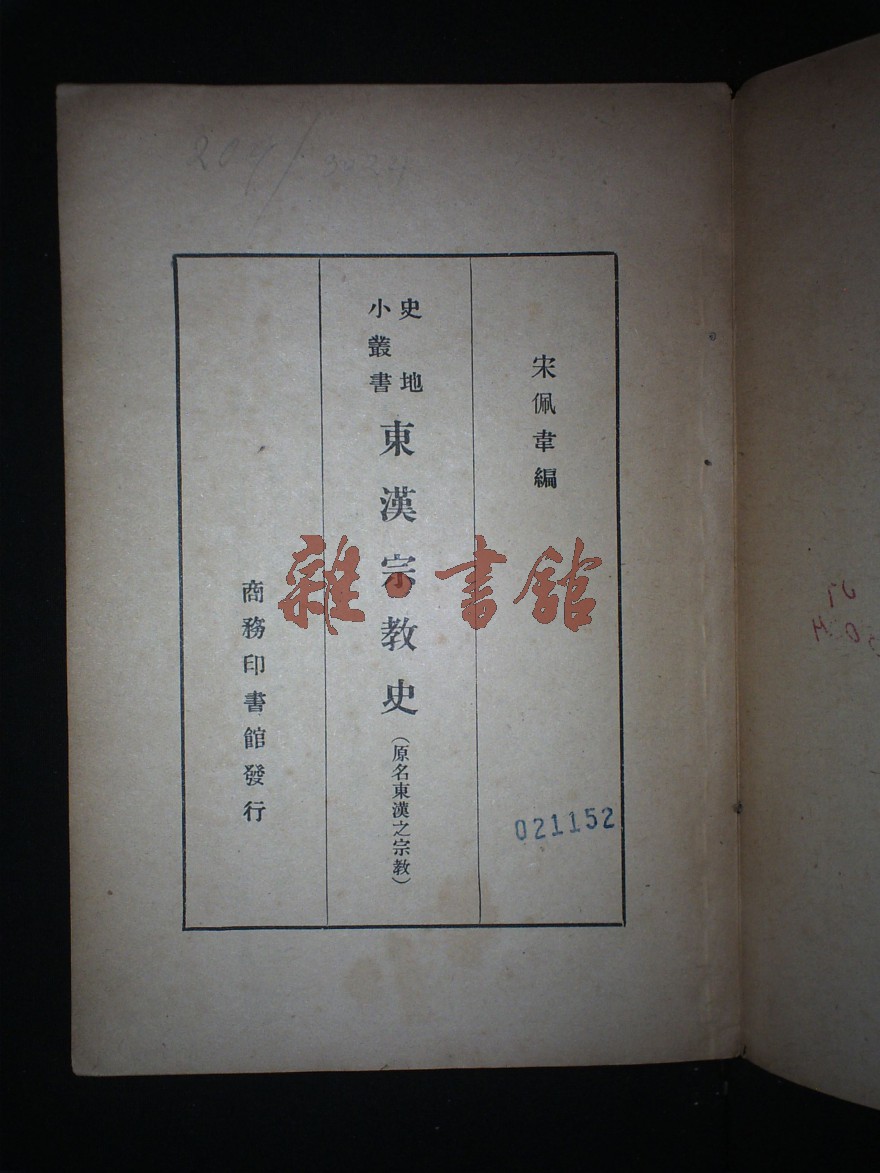 宋佩韋編
史地
小叢書
東漢宗教史
（原名東漢之宗教）
商務印書館發行
021152
雜·書館